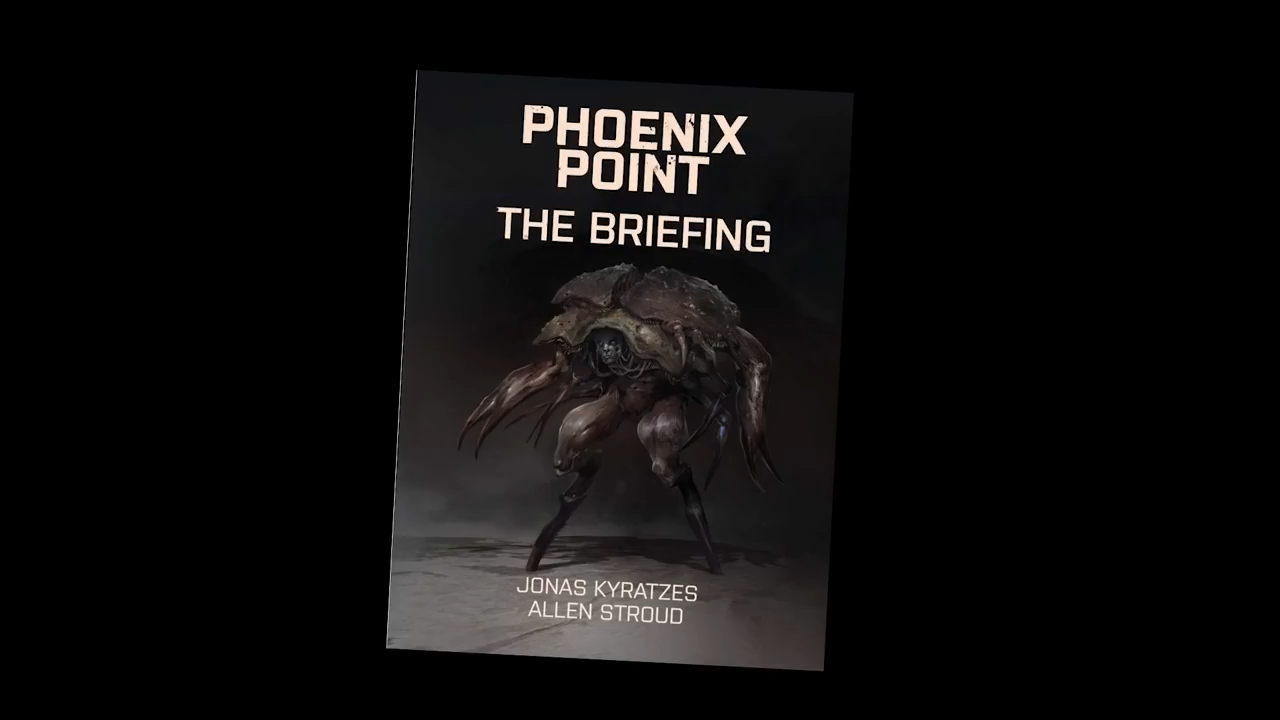 PHOENIX
POINT
THE BRIEFING
JONAS KYRATZES
ALLEN STROUD